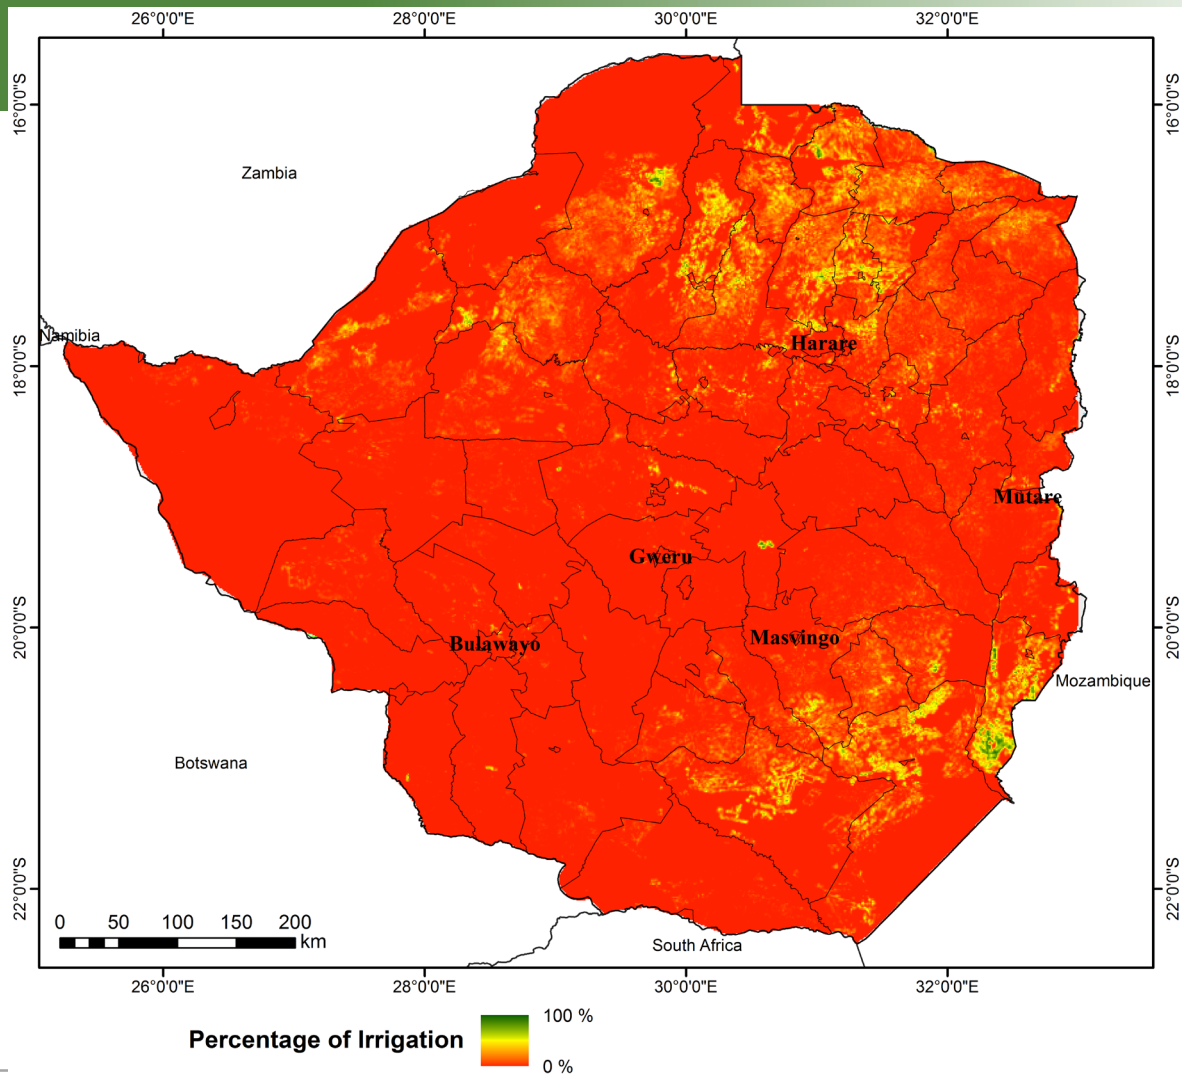 26°0'0"E 28°0'0"E 30°0'0"E 32°0'0"E
16°0'0"S 16°0'0"S
Zambia
Namibia
Harare
18°0'0"S 18°0'0"S
Mutare
Gweru
20°0'0"S 20°0'0"S
Bulawayo Masvingo
Mozambique
Botswana
22°0'0"S 22°0'0"S
0 50 100 150 200
km
South Africa
26°0'0"E 28°0'0"E 30°0'0"E 32°0'0"E
Percentage of Irrigation
100 %
0 %